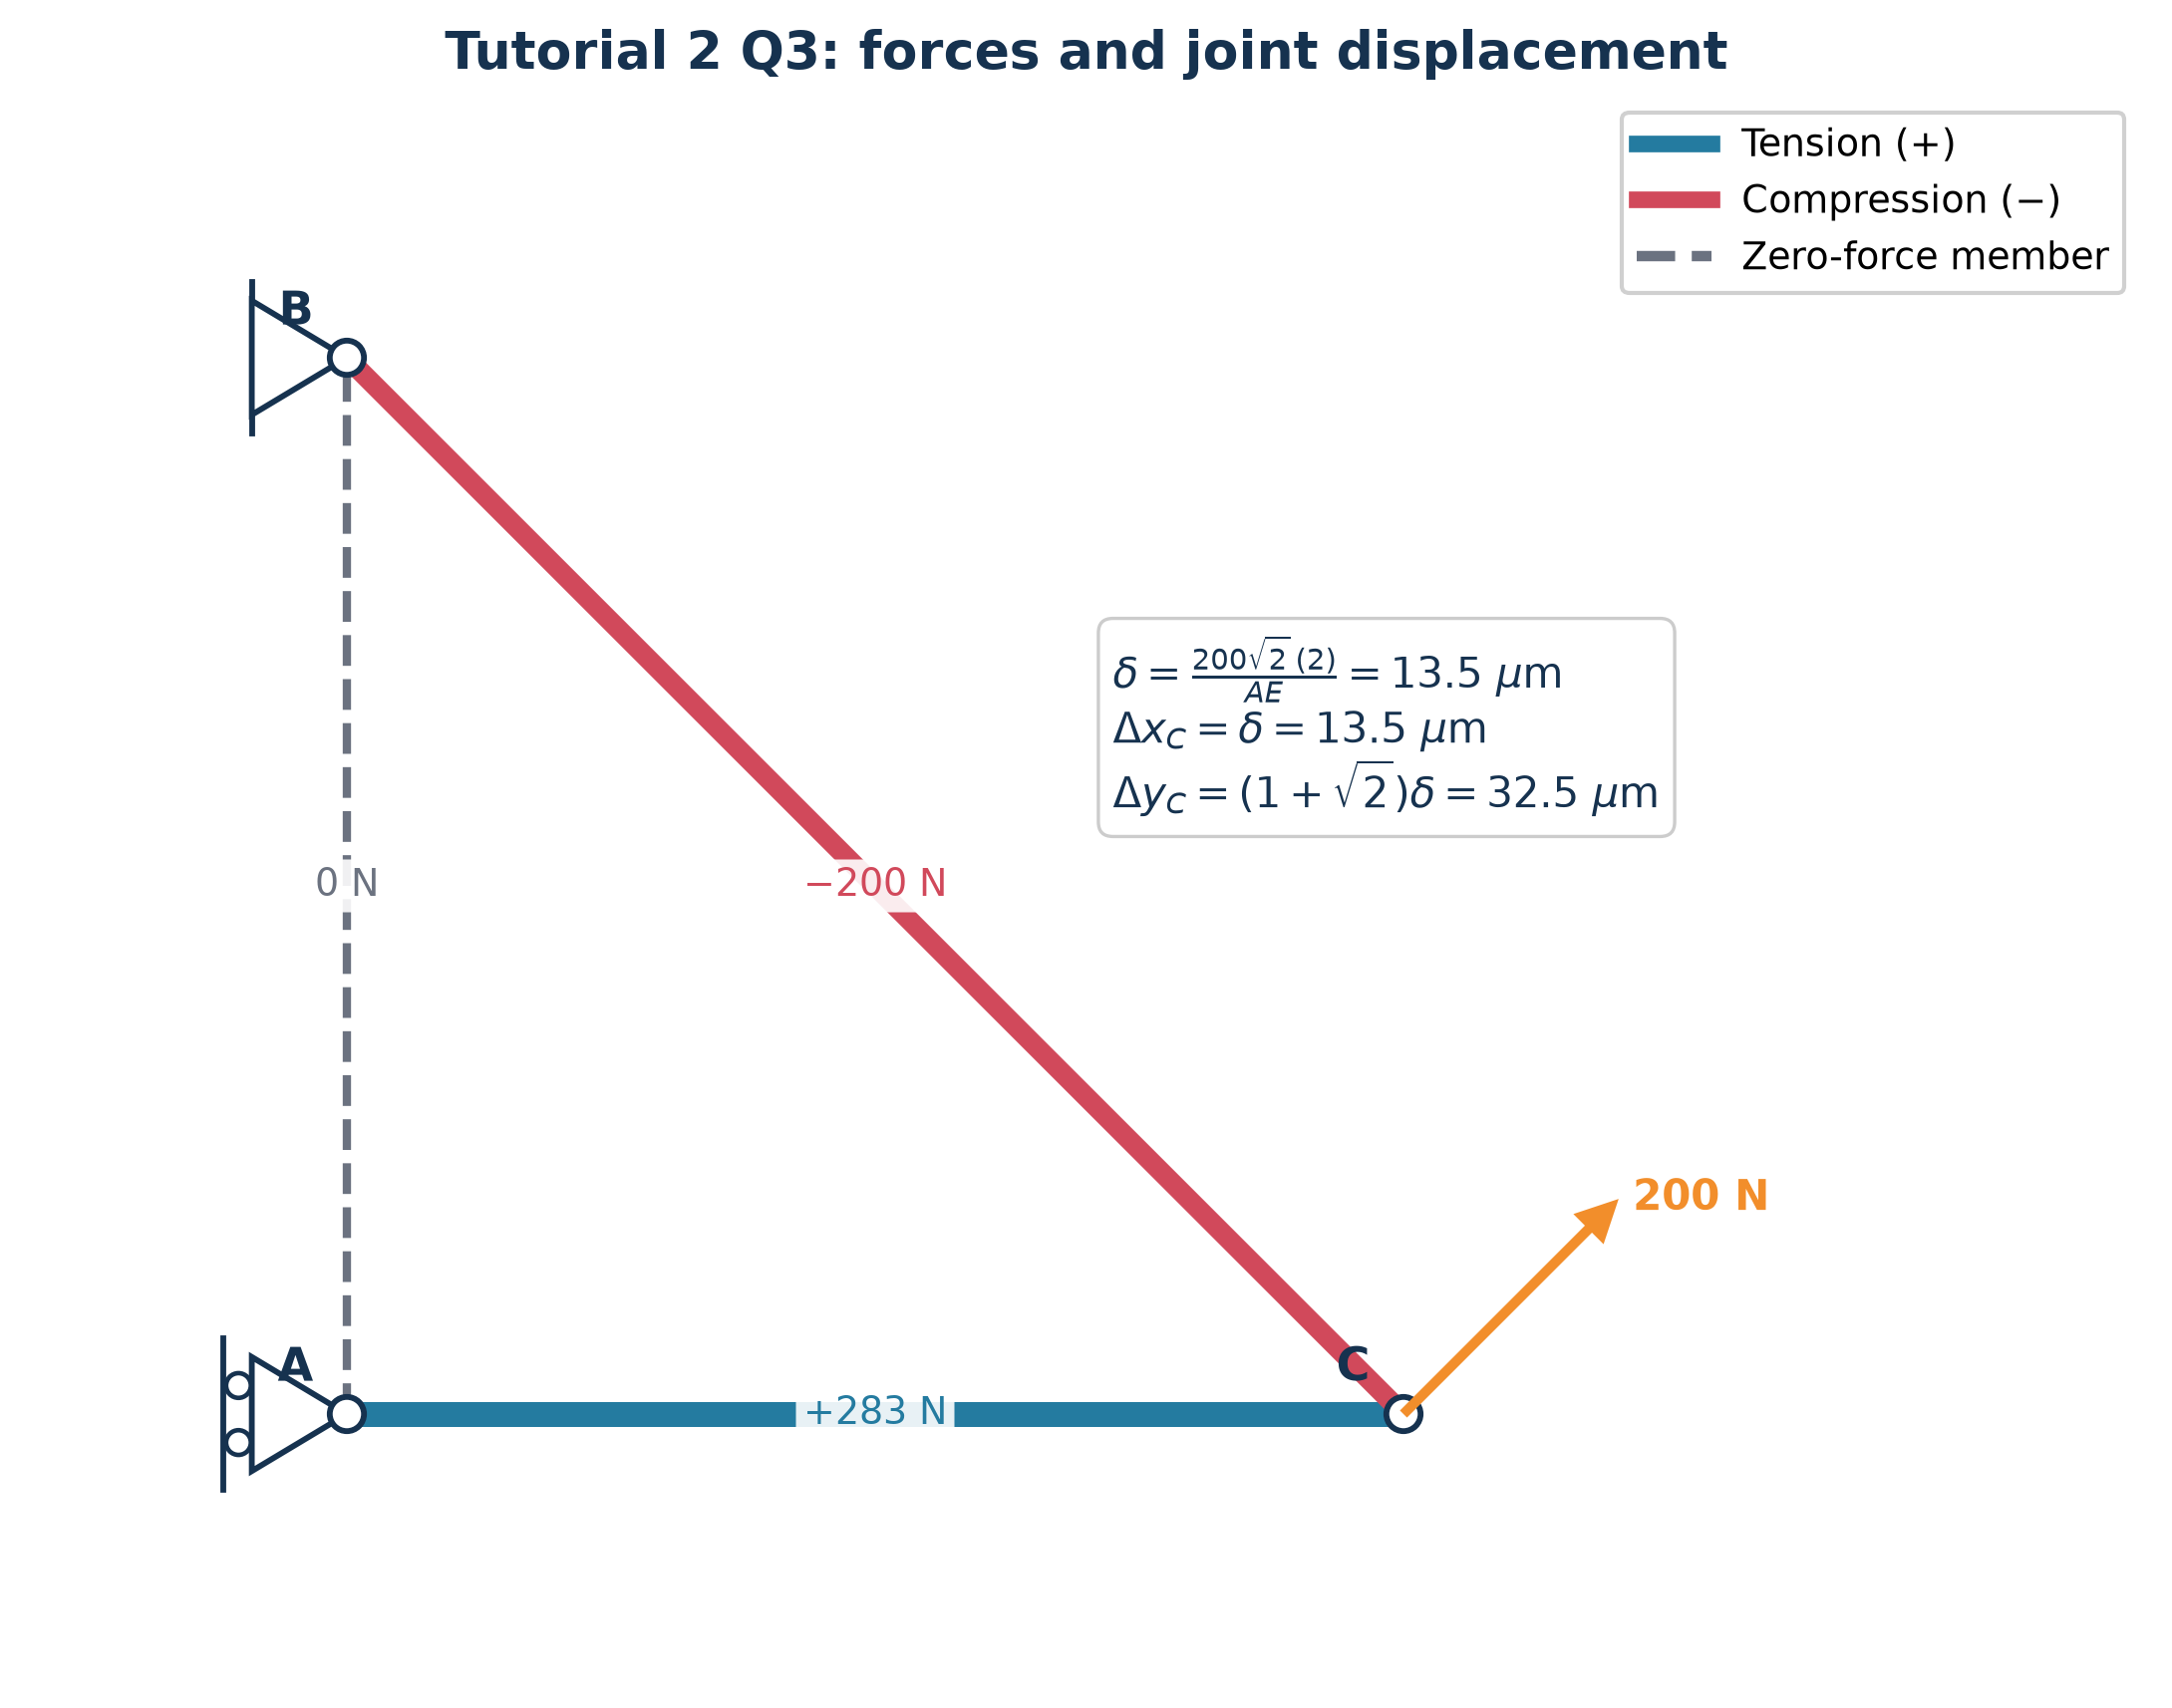 Tutorial 2 Q3: forces and joint displacement
Tension (+)
Compression (−)
Zero-force member
B
δ = 200√2 (2) / AE = 13.5 μm
Δx_C = δ = 13.5 μm
Δy_C = (1 + √2)δ = 32.5 μm
0 N
−200 N
200 N
A
C
+283 N